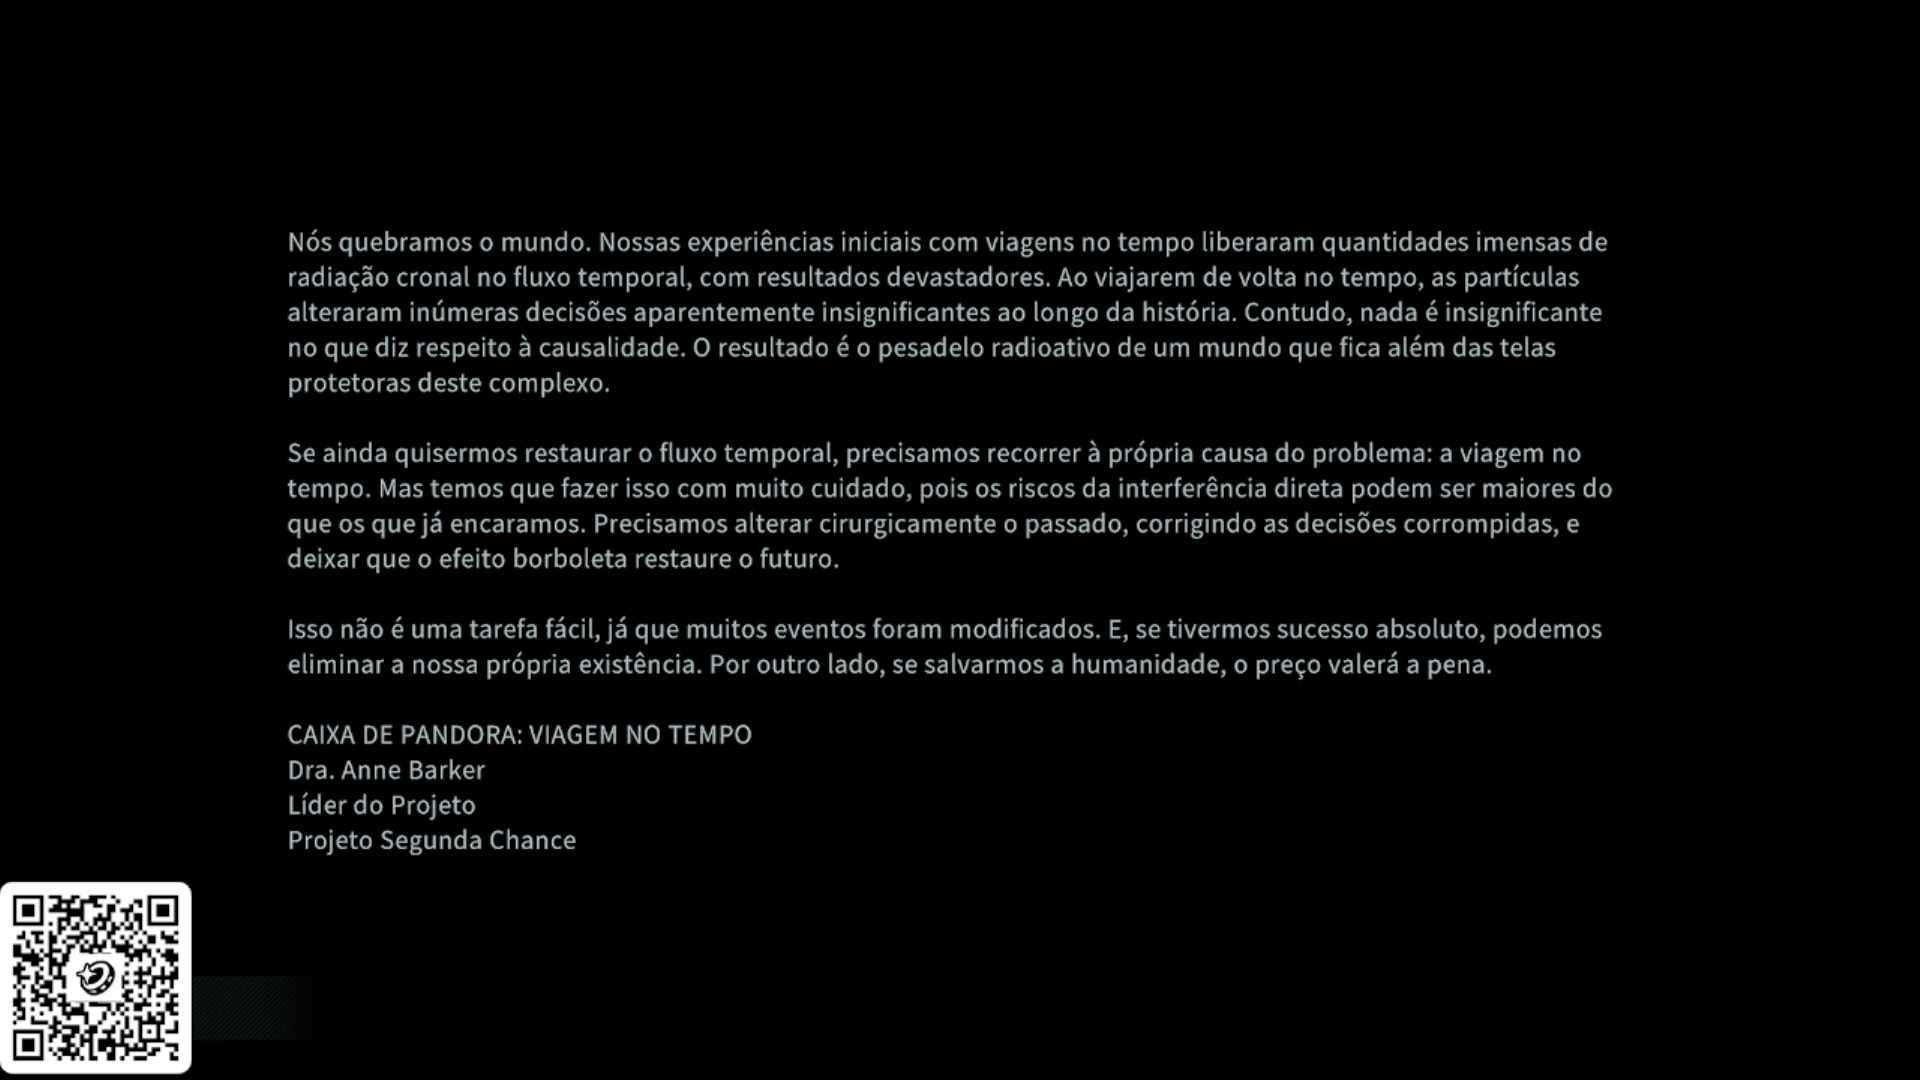 Nós quebramos o mundo. Nossas experiências iniciais com viagens no tempo liberaram quantidades imensas de
radiação cronal no fluxo temporal, com resultados devastadores. Ao viajarem de volta no tempo, as partículas
alteraram inúmeras decisões aparentemente insignificantes ao longo da história. Contudo, nada é insignificante
no que diz respeito à causalidade. O resultado é o pesadelo radioativo de um mundo que fica além das telas
protetoras deste complexo.
Se ainda quisermos restaurar o fluxo temporal, precisamos recorrer à própria causa do problema: a viagem no
tempo. Mas temos que fazer isso com muito cuidado, pois os riscos da interferência direta podem ser maiores do
que os que já encaramos. Precisamos alterar cirurgicamente o passado, corrigindo as decisões corrompidas, e
deixar que o efeito borboleta restaure o futuro.
Isso não é uma tarefa fácil, já que muitos eventos foram modificados. E, se tivermos sucesso absoluto, podemos
eliminar a nossa própria existência. Por outro lado, se salvarmos a humanidade, o preço valerá a pena.
CAIXA DE PANDORA: VIAGEM NO TEMPO
Dra. Anne Barker
Líder do Projeto
Projeto Segunda Chance